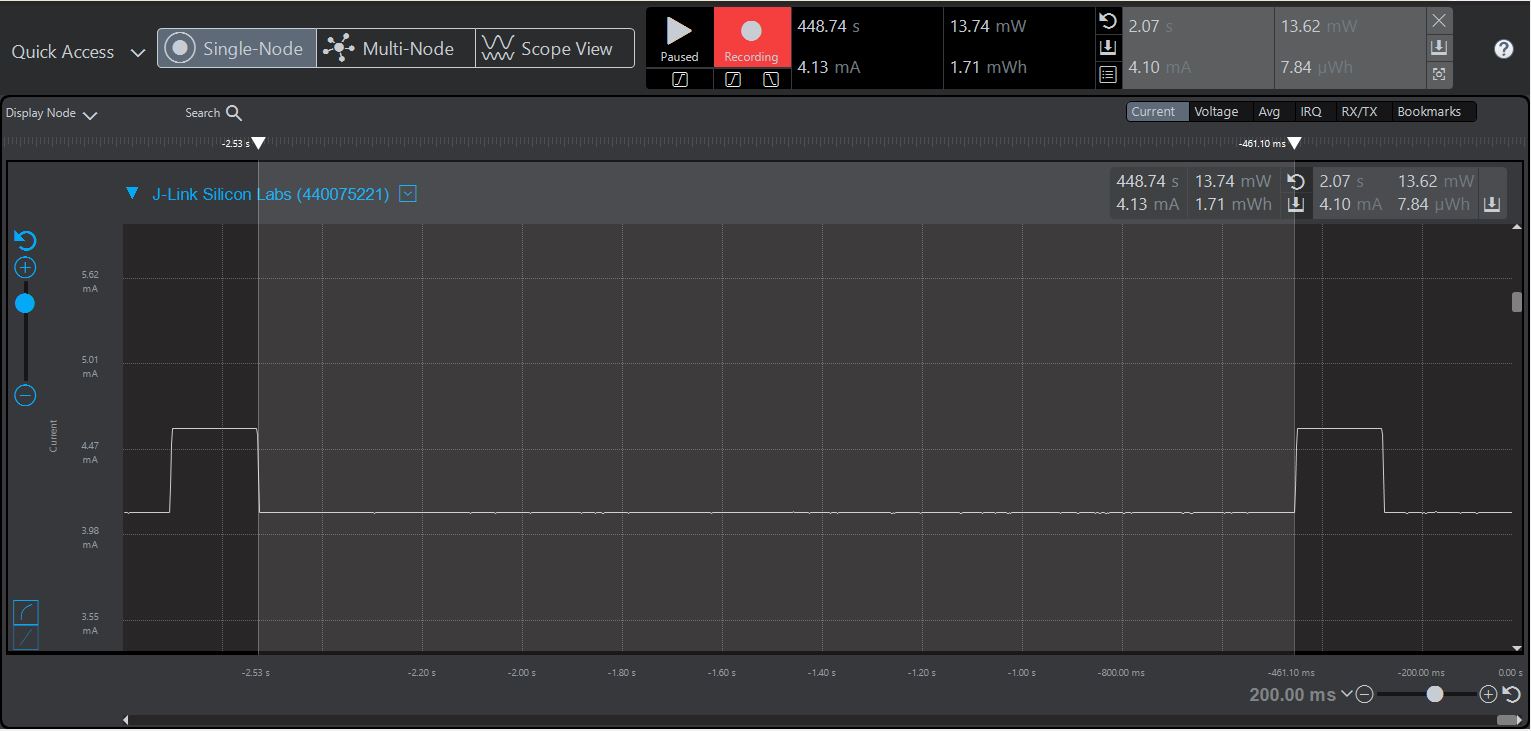 Quick Access
Single-Node
Multi-Node
Scope View
Paused
Recording
448.74 s 13.74 mW
4.13 mA 1.71 mWh
2.07 s 13.62 mW
4.10 mA 7.84 µWh
?
Display Node
Search
Current Voltage Avg IRQ RX/TX Bookmarks
-2.53 s
-461.10 ms
J-Link Silicon Labs (440075221)
448.74 s 13.74 mW 2.07 s 13.62 mW
4.13 mA 1.71 mWh 4.10 mA 7.84 µWh
5.62
mA
5.01
mA
Current
4.47
mA
3.98
mA
3.55
mA
-2.53 s -2.20 s -2.00 s -1.80 s -1.60 s -1.40 s -1.20 s -1.00 s -800.00 ms -461.10 ms -200.00 ms 0.00 s
200.00 ms